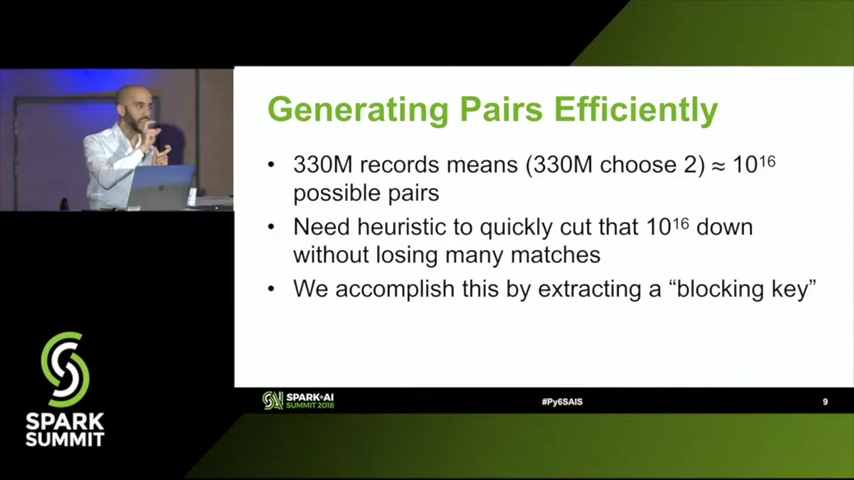 Generating Pairs Efficiently
• 330M records means (330M choose 2) ≈ 10¹⁶
possible pairs
• Need heuristic to quickly cut that 10¹⁶ down
without losing many matches
• We accomplish this by extracting a “blocking key”
SPARK
SUMMIT
SPARK+AI
SUMMIT 2018
#Py6SAIS
9